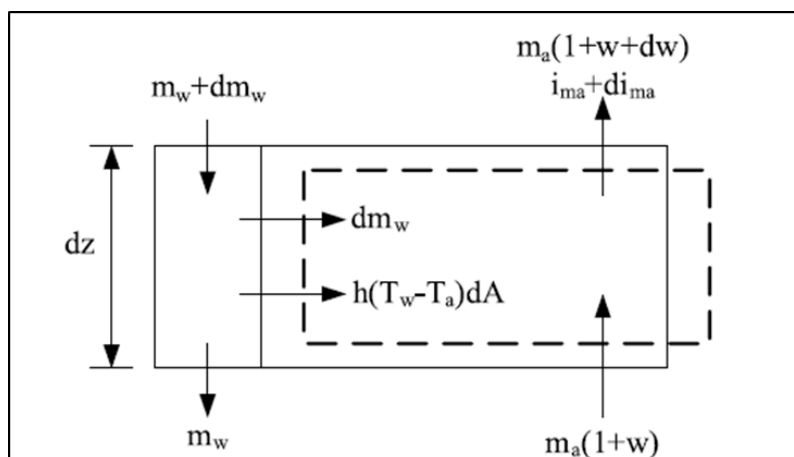 m_a(1+w+dw)
m_w+dm_w
i_ma+di_ma
dm_w
dz
h(T_w-T_a)dA
m_w
m_a(1+w)